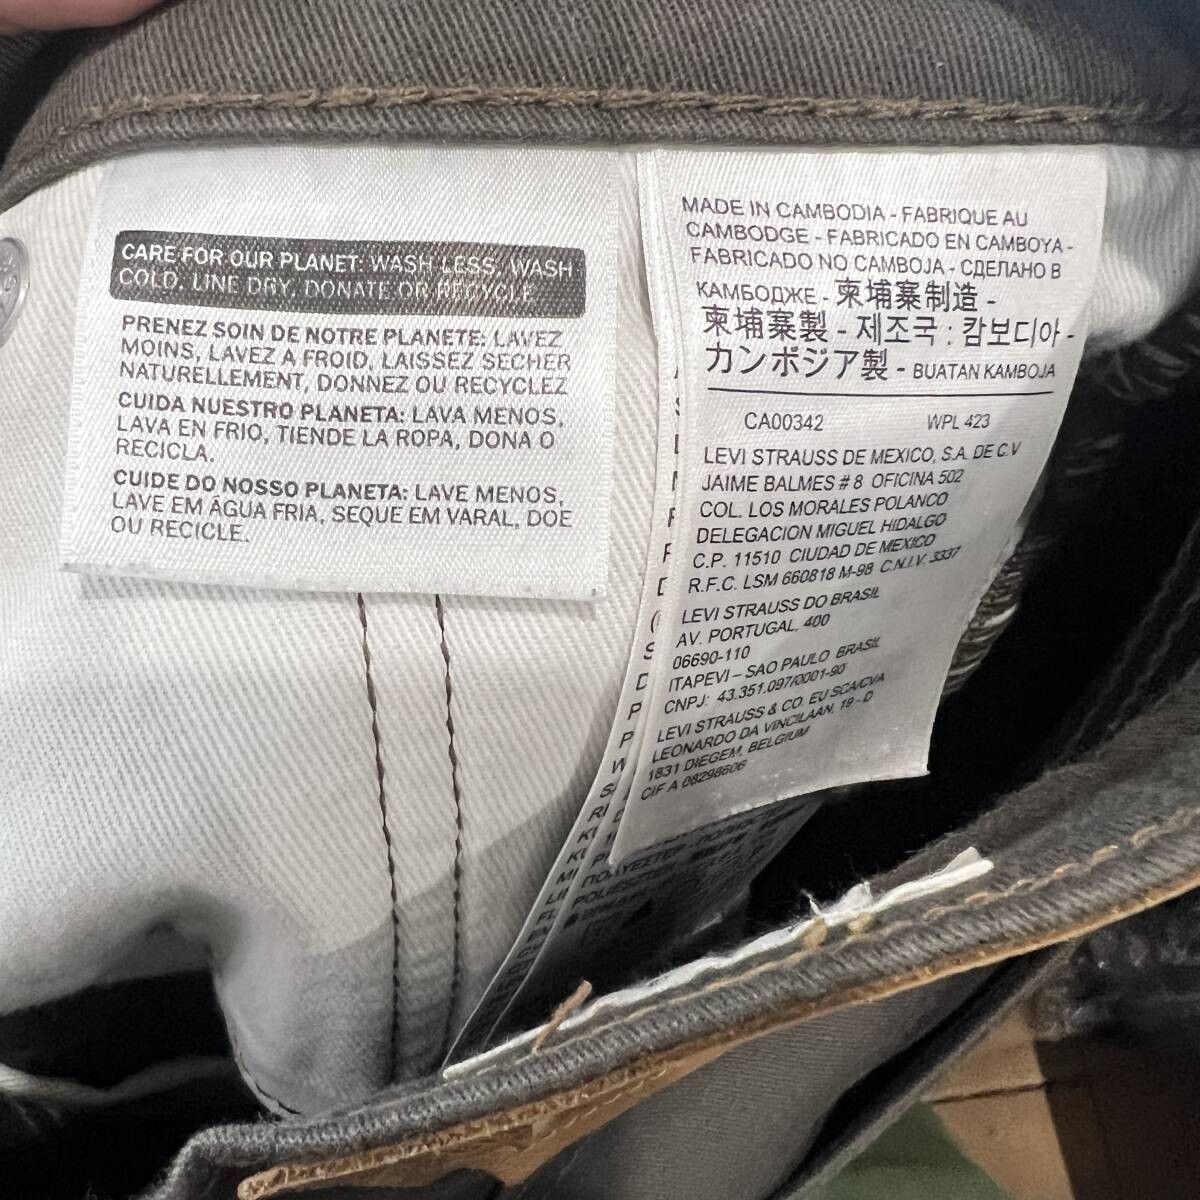 CARE FOR OUR PLANET: WASH LESS, WASH
COLD, LINE DRY, DONATE OR RECYCLE
PRENEZ SOIN DE NOTRE PLANETE: LAVEZ
MOINS, LAVEZ A FROID, LAISSEZ SECHER
NATURELLEMENT, DONNEZ OU RECYCLEZ
CUIDA NUESTRO PLANETA: LAVA MENOS,
LAVA EN FRIO, TIENDE LA ROPA, DONA O
RECICLA.
CUIDE DO NOSSO PLANETA: LAVE MENOS,
LAVE EM ÁGUA FRIA, SEQUE EM VARAL, DOE
OU RECICLE.
MADE IN CAMBODIA - FABRIQUE AU
CAMBODGE - FABRICADO EN CAMBOYA -
FABRICADO NO CAMBOJA - СДЕЛАНО В
КАМБОДЖЕ - 柬埔寨制造 -
柬埔寨製 - 제조국 : 캄보디아 -
カンボジア製 - BUATAN KAMBOJA
CA00342 WPL 423
LEVI STRAUSS DE MEXICO, S.A. DE C.V
JAIME BALMES # 8 OFICINA 502
COL. LOS MORALES POLANCO
DELEGACION MIGUEL HIDALGO
C.P. 11510 CIUDAD DE MEXICO
R.F.C. LSM 660818 M-98 C.N.I.V. 3337
LEVI STRAUSS DO BRASIL
AV. PORTUGAL, 400
06690-110
ITAPEVI – SAO PAULO BRASIL
CNPJ: 43.351.097/0001-90
LEVI STRAUSS & CO. EU SCA/CVA
LEONARDO DA VINCILAAN, 19 - D
1831 DIEGEM, BELGIUM
CIF A 08298606